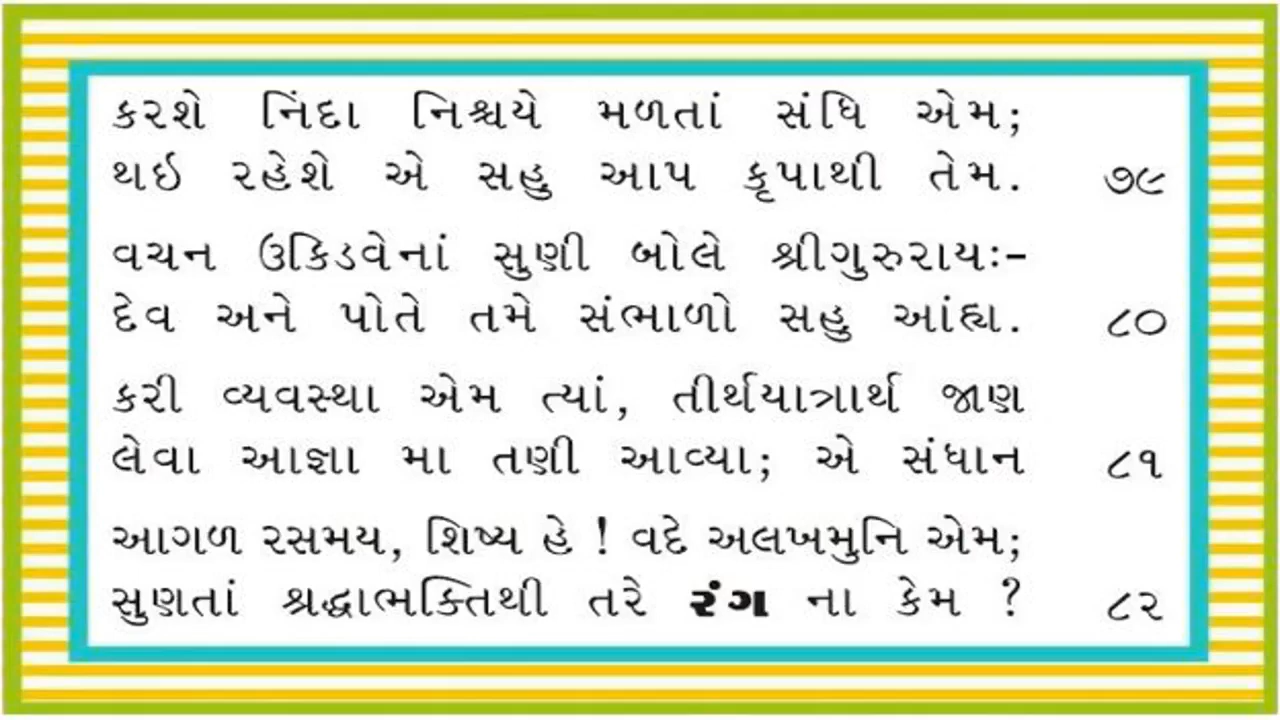 કરશે નિંદા નિશ્ચયે મળતાં સંધિ એમ;
થઇ રહેશે એ સહુ આપ કૃપાથી તેમ. ૭૯
વચન ઉકિડવેનાં સુણી બોલે શ્રીગુરુરાયઃ-
દેવ અને પોતે તમે સંભાળો સહુ આંહ્ય. ૮૦
કરી વ્યવસ્થા એમ ત્યાં, તીર્થયાત્રાર્થ જાણ
લેવા આજ્ઞા મા તણી આવ્યા; એ સંધાન ૮૧
આગળ રસમય, શિષ્ય હે ! વદે અલખમુનિ એમ;
સુણતાં શ્રદ્ધાભક્તિથી તરે રંગ ના કેમ ? ૮૨